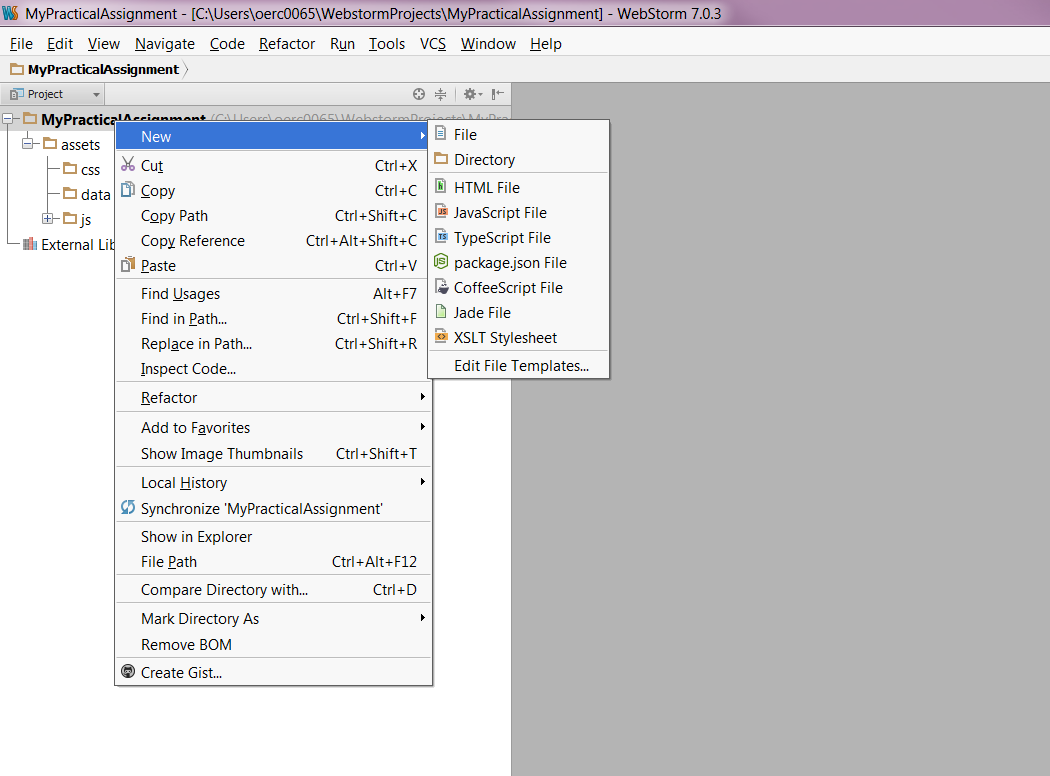 MyPracticalAssignment - [C:\Users\oerc0065\WebstormProjects\MyPracticalAssignment] - WebStorm 7.0.3
File Edit View Navigate Code Refactor Run Tools VCS Window Help
MyPracticalAssignment
Project
MyPracticalAssignment (C:\Users\oerc0065\WebstormProjects\MyPra
assets
css
data
js
External Lib
New
Cut Ctrl+X
Copy Ctrl+C
Copy Path Ctrl+Shift+C
Copy Reference Ctrl+Alt+Shift+C
Paste Ctrl+V
Find Usages Alt+F7
Find in Path... Ctrl+Shift+F
Replace in Path... Ctrl+Shift+R
Inspect Code...
Refactor
Add to Favorites
Show Image Thumbnails Ctrl+Shift+T
Local History
Synchronize 'MyPracticalAssignment'
Show in Explorer
File Path Ctrl+Alt+F12
Compare Directory with... Ctrl+D
Mark Directory As
Remove BOM
Create Gist...
File
Directory
HTML File
JavaScript File
TypeScript File
package.json File
CoffeeScript File
Jade File
XSLT Stylesheet
Edit File Templates...